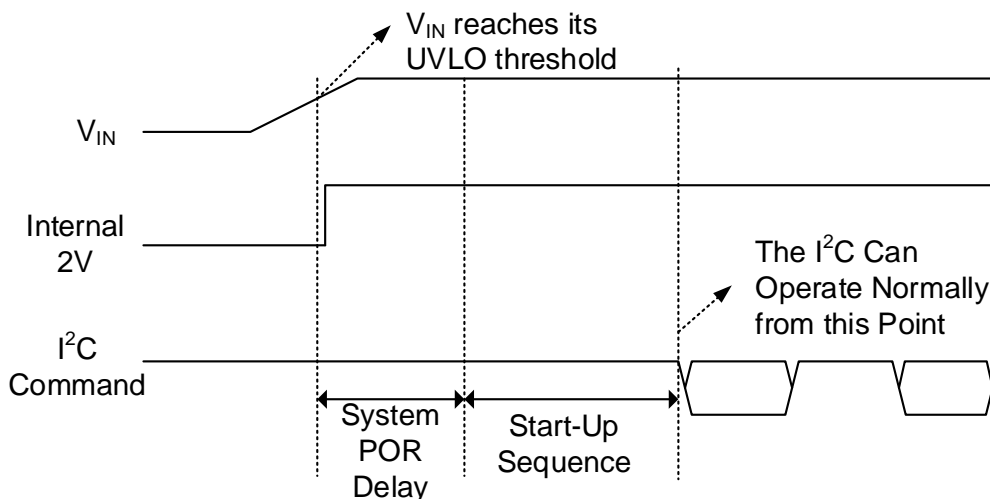 V_IN reaches its
UVLO threshold
V_IN
Internal
2V
The I²C Can
Operate Normally
from this Point
I²C
Command
System
POR
Delay
Start-Up
Sequence